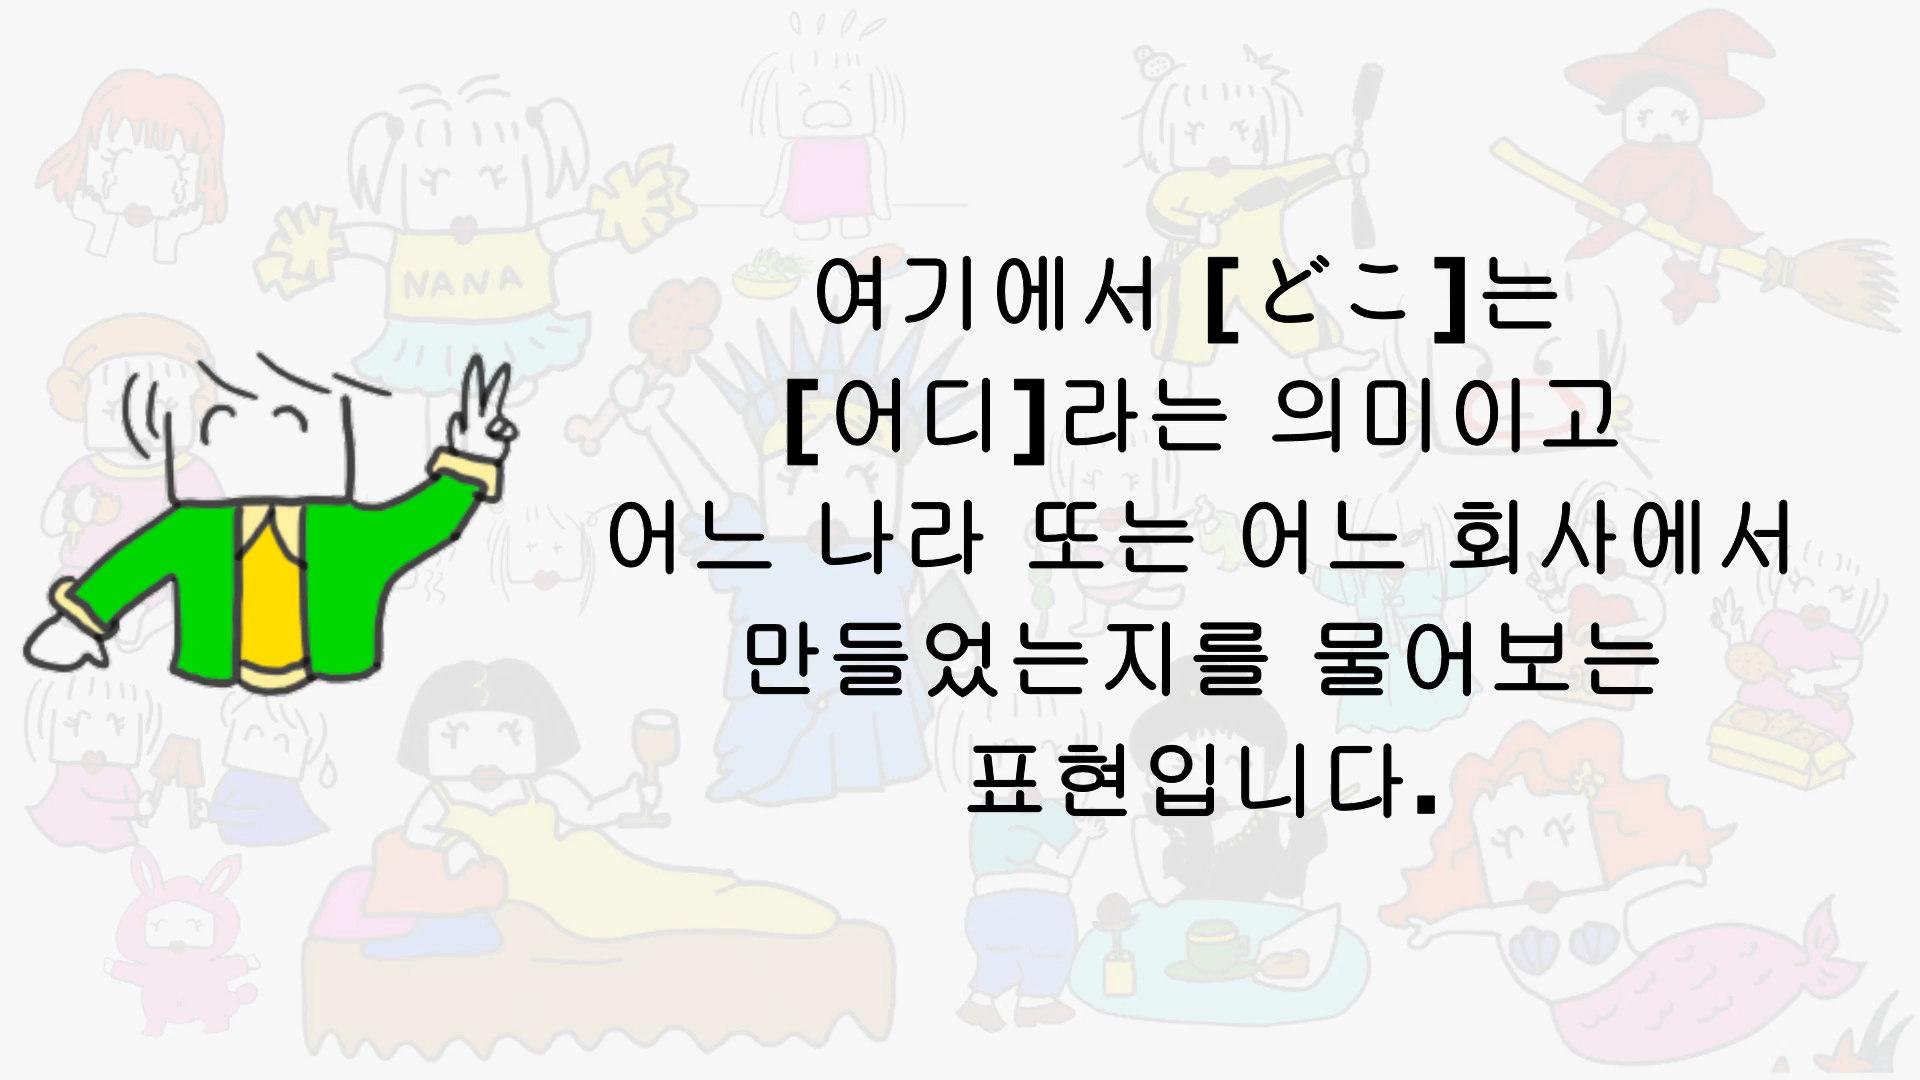 NANA
여기에서 [どこ]는
[어디]라는 의미이고
어느 나라 또는 어느 회사에서
만들었는지를 물어보는
표현입니다.